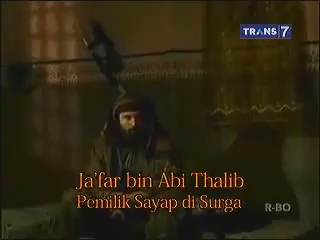 TRANS 7
Ja'far bin Abi Thalib
Pemilik Sayap di Surga
R-BO